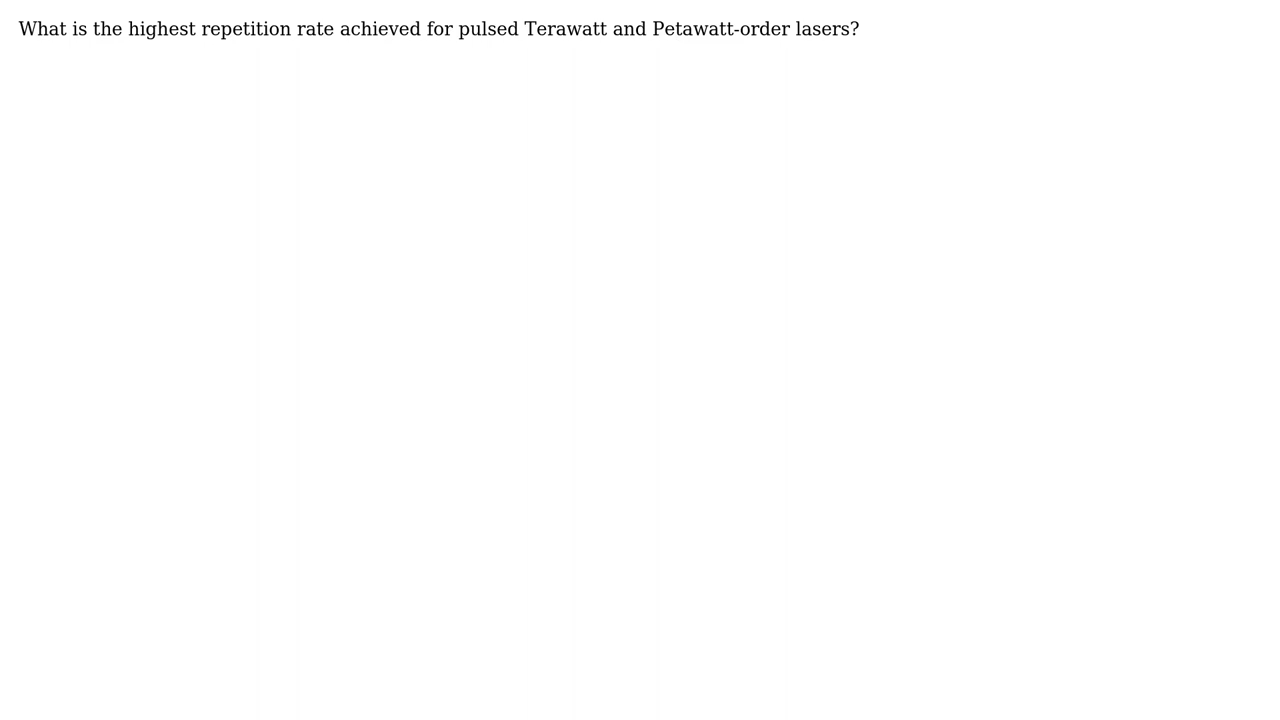 What is the highest repetition rate achieved for pulsed Terawatt and Petawatt-order lasers?